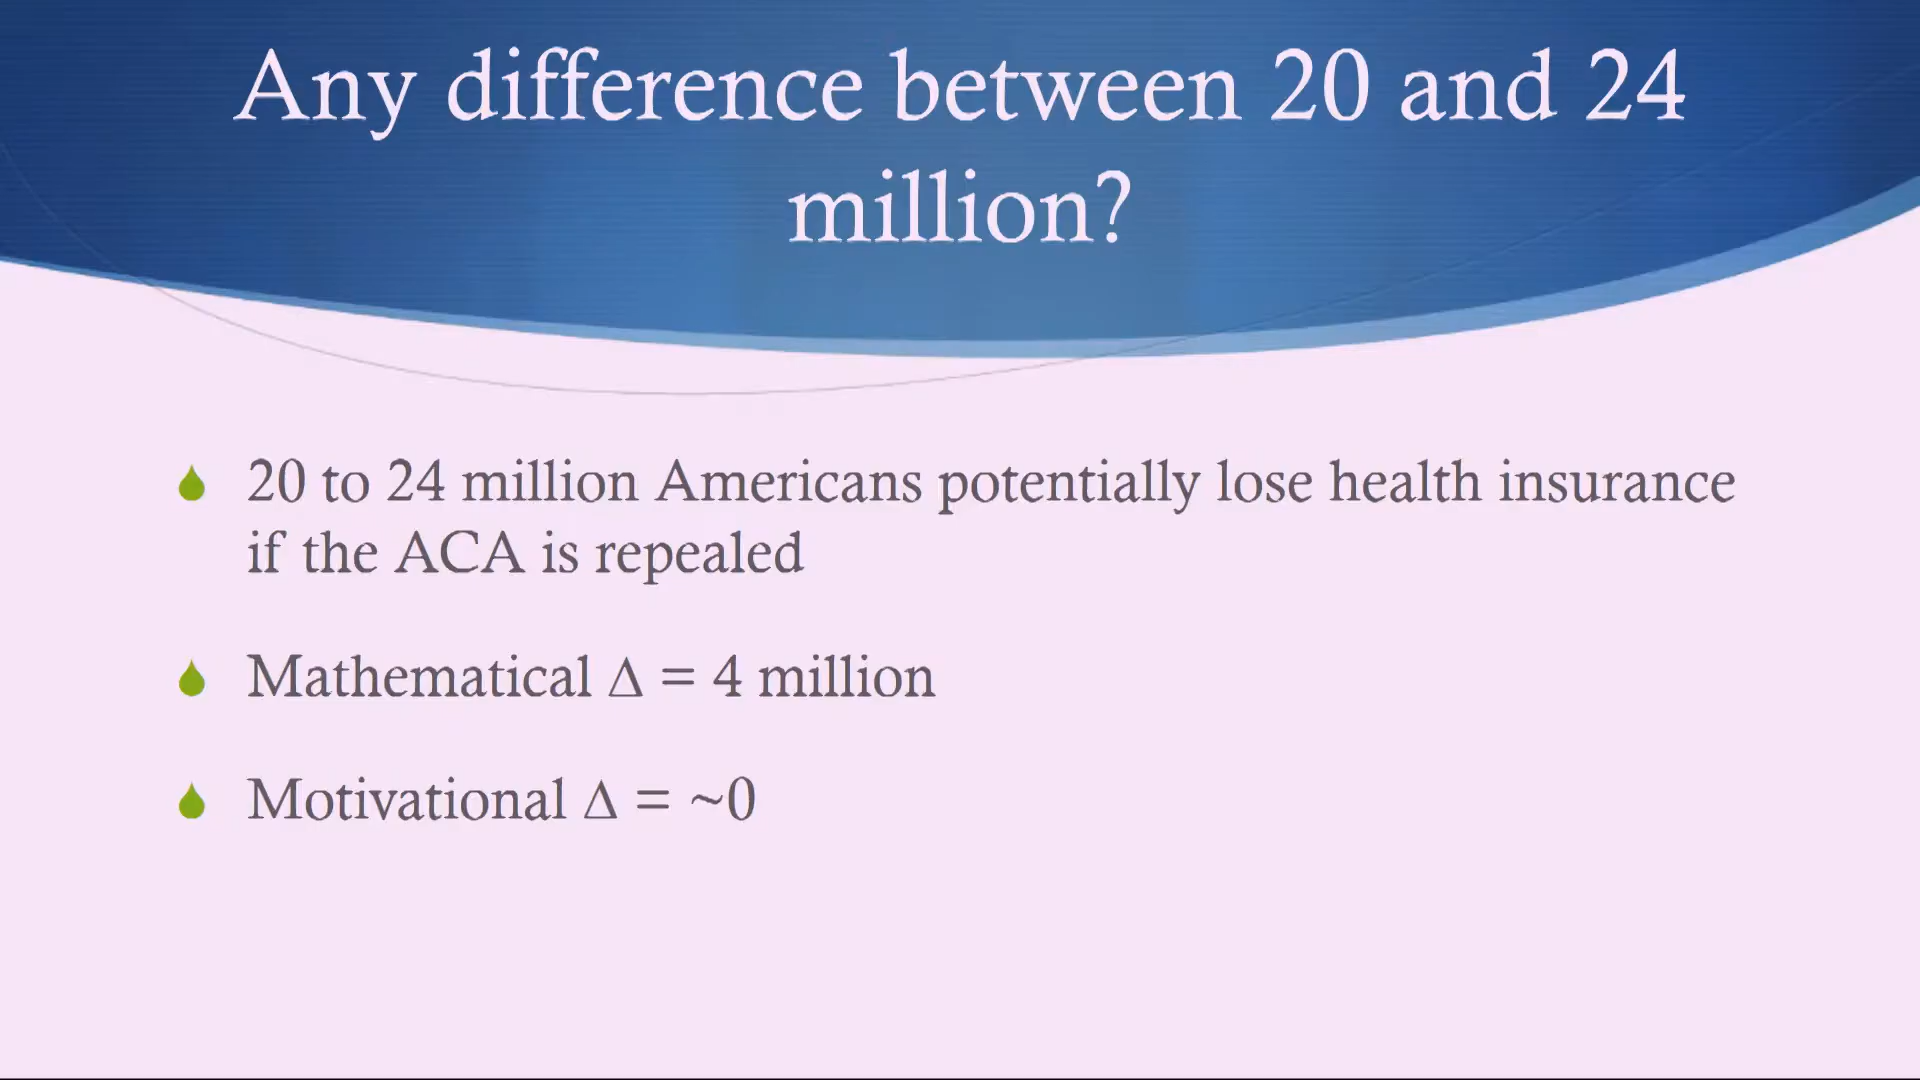 Any difference between 20 and 24
million?
20 to 24 million Americans potentially lose health insurance
if the ACA is repealed
Mathematical Δ = 4 million
Motivational Δ = ~0